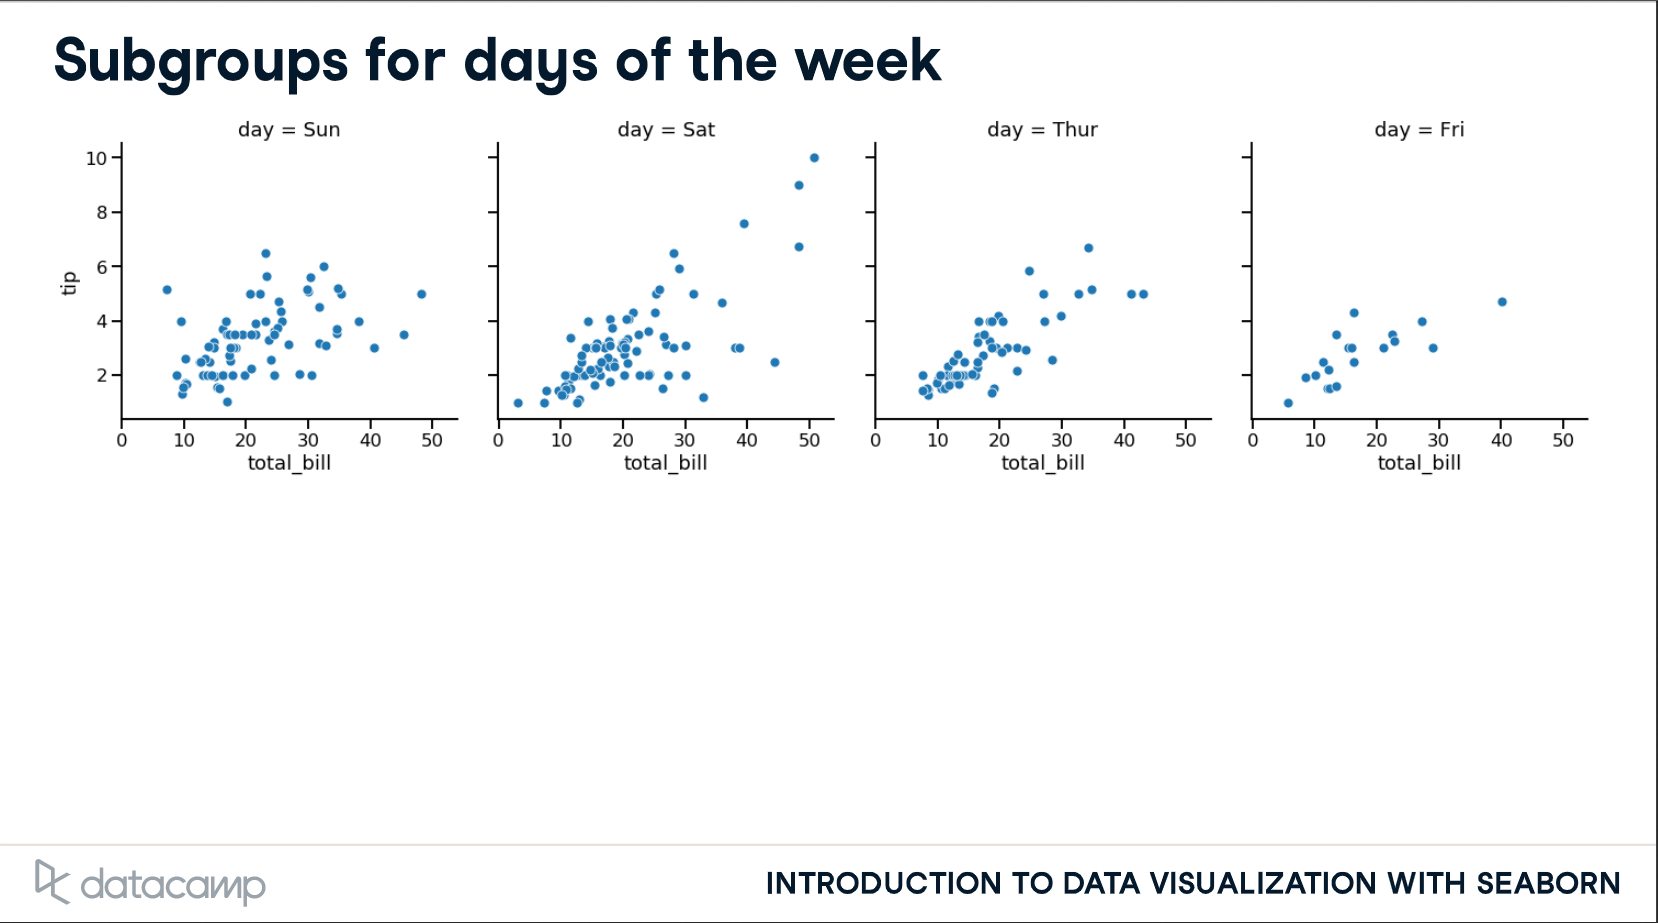 Subgroups for days of the week
day = Sun
day = Sat
day = Thur
day = Fri
tip
10
8
6
4
2
0 10 20 30 40 50
0 10 20 30 40 50
0 10 20 30 40 50
0 10 20 30 40 50
total_bill
total_bill
total_bill
total_bill
datacamp
INTRODUCTION TO DATA VISUALIZATION WITH SEABORN